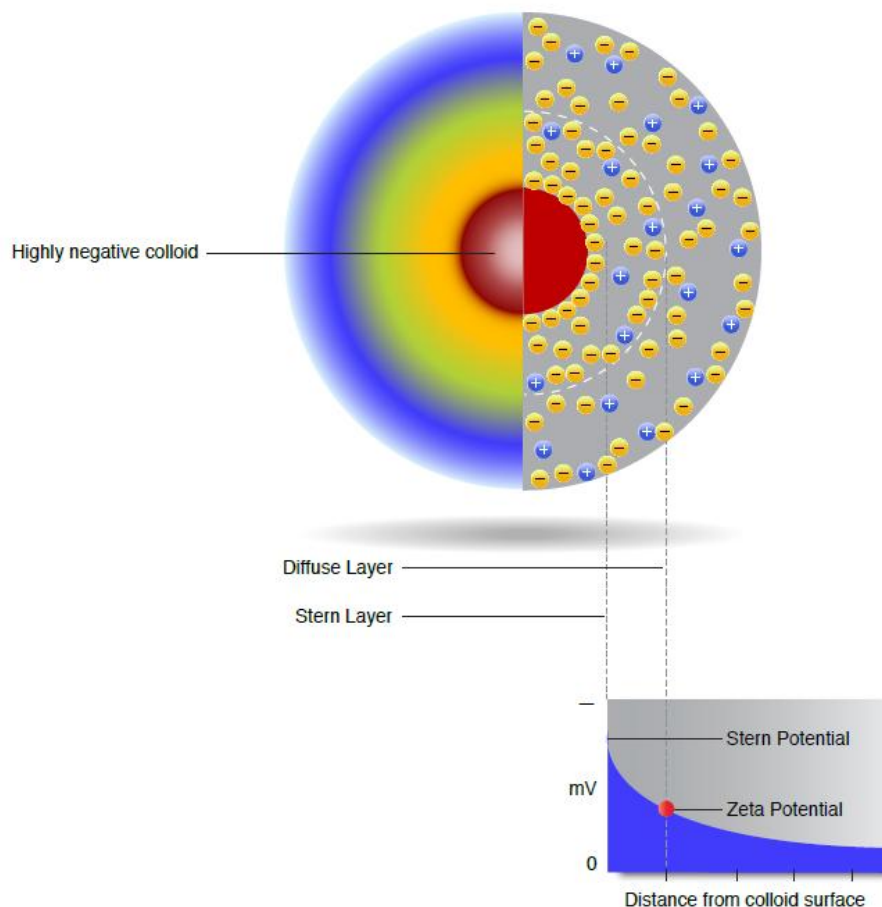 Highly negative colloid
Diffuse Layer
Stern Layer
—
Stern Potential
mV
Zeta Potential
0
Distance from colloid surface